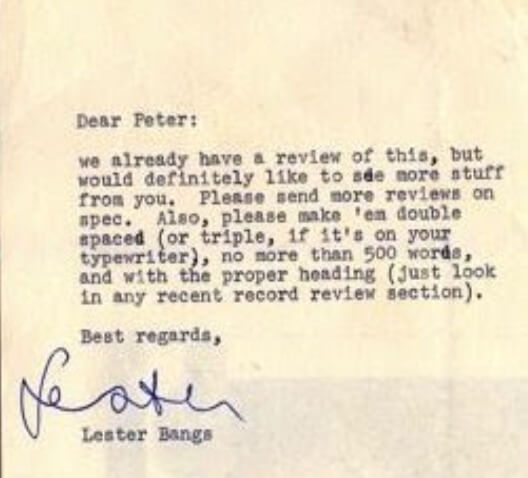 Dear Peter:
we already have a review of this, but
would definitely like to sde more stuff
from you. Please send more reviews on
spec. Also, please make 'em double
spaced (or triple, if it's on your
typewriter), no more than 500 words,
and with the proper heading (just look
in any recent record review section).
Best regards,
Lester
Lester Bangs